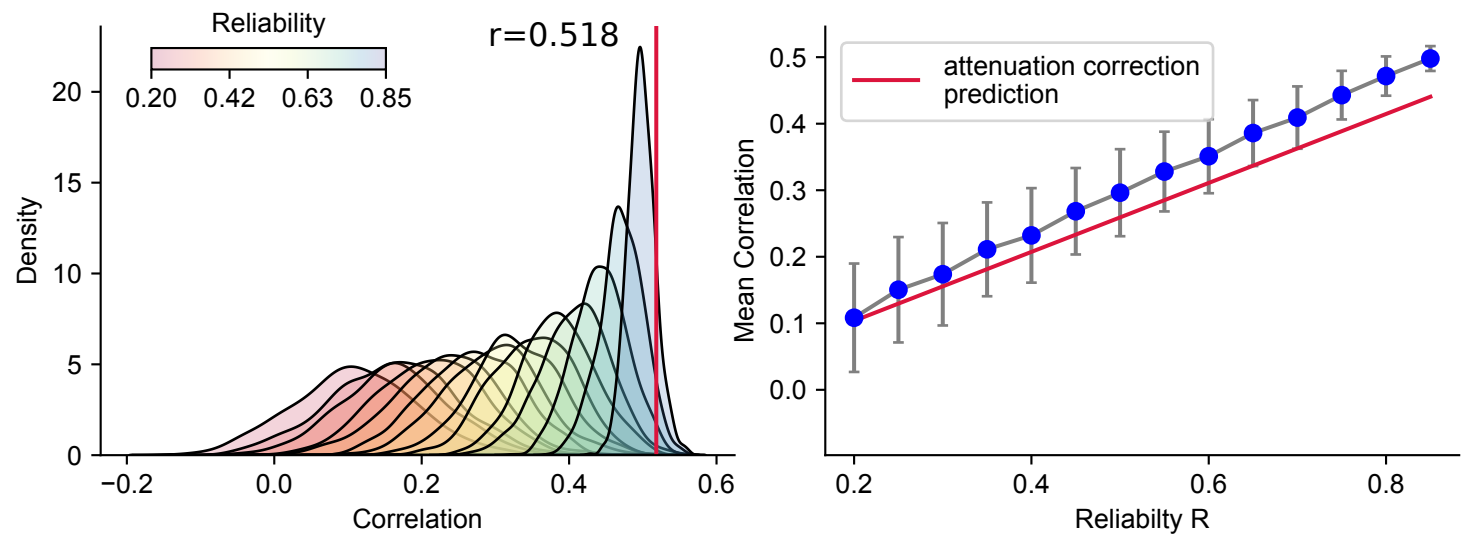 Reliability
0.20 0.42 0.63 0.85
r=0.518
20
15
10
5
0
Density
−0.2 0.0 0.2 0.4 0.6
Correlation
attenuation correction
prediction
0.5
0.4
0.3
0.2
0.1
0.0
Mean Correlation
0.2 0.4 0.6 0.8
Reliabilty R